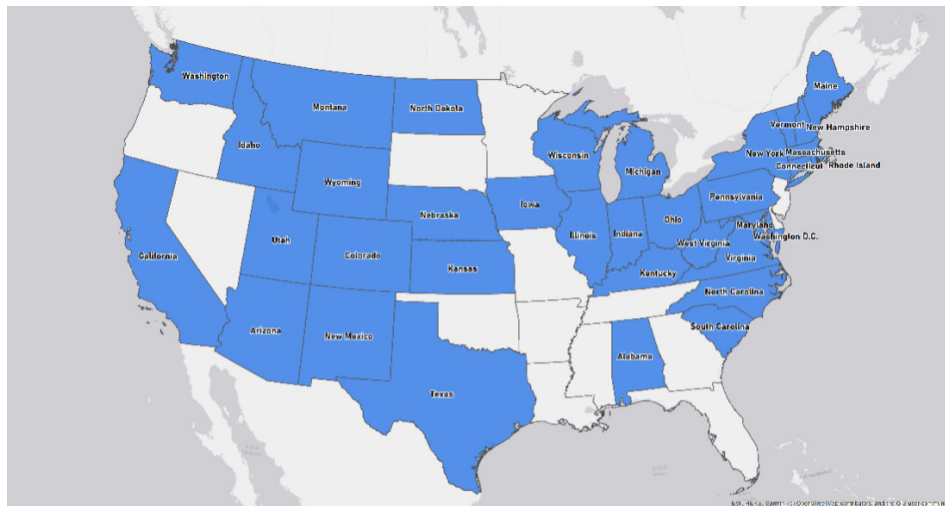 Washington
Montana
North Dakota
Maine
Vermont
New Hampshire
Idaho
Wisconsin
New York
Massachusetts
Connecticut
Rhode Island
Michigan
Wyoming
Pennsylvania
Iowa
Nebraska
Ohio
Maryland
Illinois
Indiana
Washington D.C.
Utah
West Virginia
Colorado
Virginia
California
Kansas
Kentucky
North Carolina
Arizona
South Carolina
New Mexico
Alabama
Texas